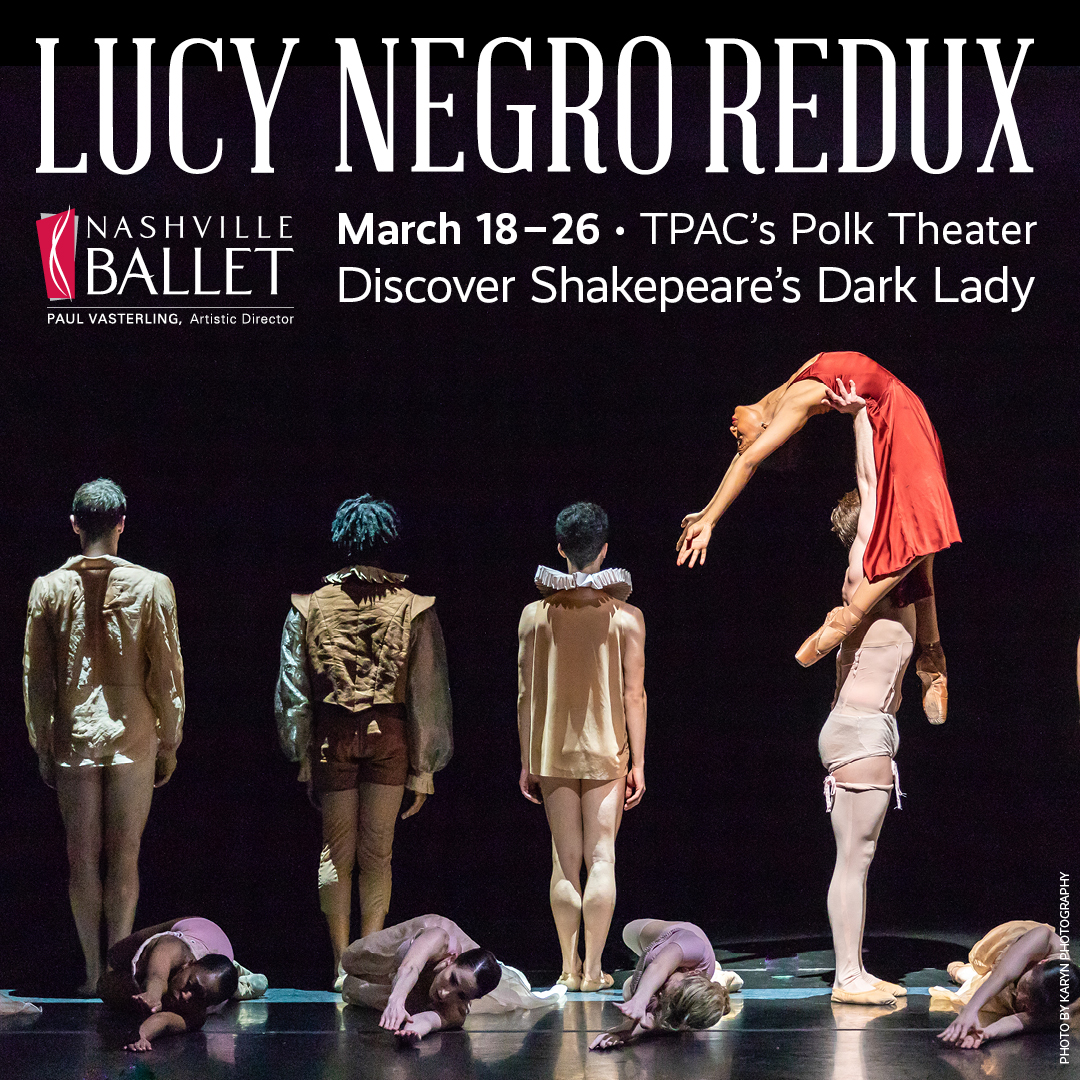 LUCY NEGRO REDUX
NASHVILLE
BALLET
PAUL VASTERLING, Artistic Director
March 18–26 • TPAC's Polk Theater
Discover Shakepeare's Dark Lady
PHOTO BY KARYN PHOTOGRAPHY